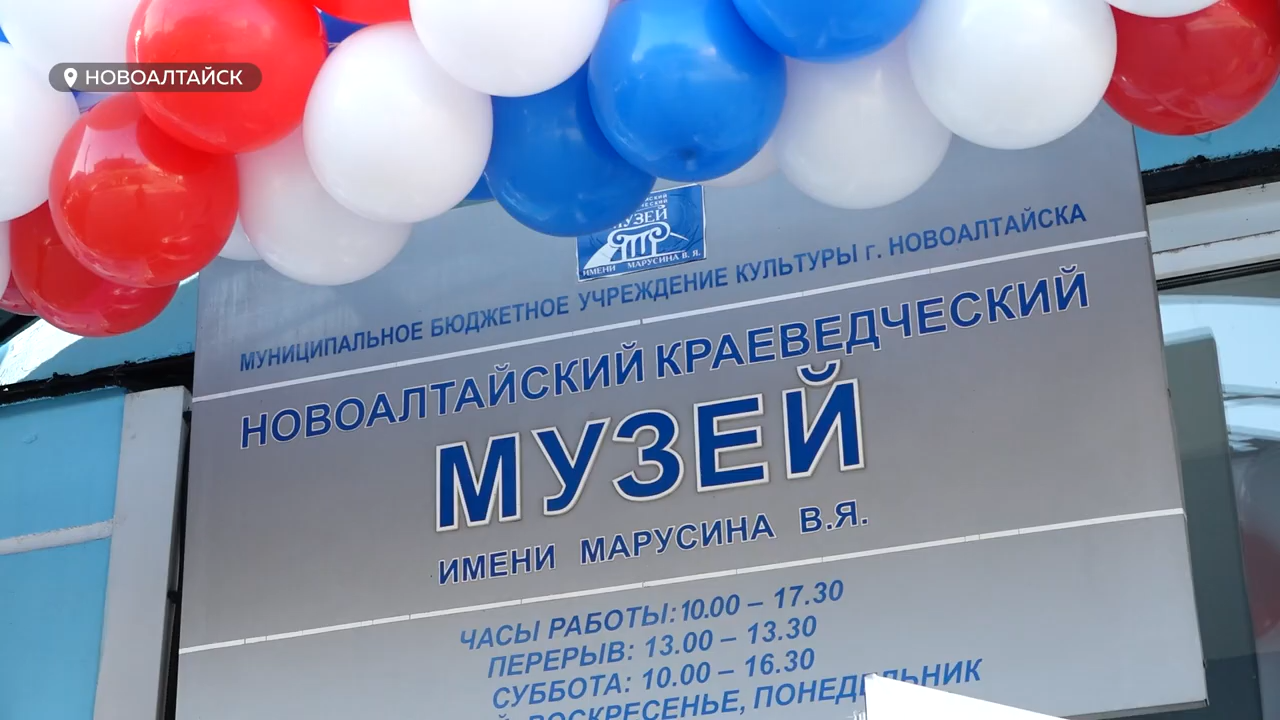 НОВОАЛТАЙСК
МУЗЕЙ
ИМЕНИ МАРУСИНА В. Я.
МУНИЦИПАЛЬНОЕ БЮДЖЕТНОЕ УЧРЕЖДЕНИЕ КУЛЬТУРЫ г. НОВОАЛТАЙСКА
НОВОАЛТАЙСКИЙ КРАЕВЕДЧЕСКИЙ
МУЗЕЙ
ИМЕНИ МАРУСИНА В.Я.
ЧАСЫ РАБОТЫ: 10.00 – 17.30
ПЕРЕРЫВ: 13.00 – 13.30
СУББОТА: 10.00 – 16.30
ВОСКРЕСЕНЬЕ, ПОНЕДЕЛЬНИК